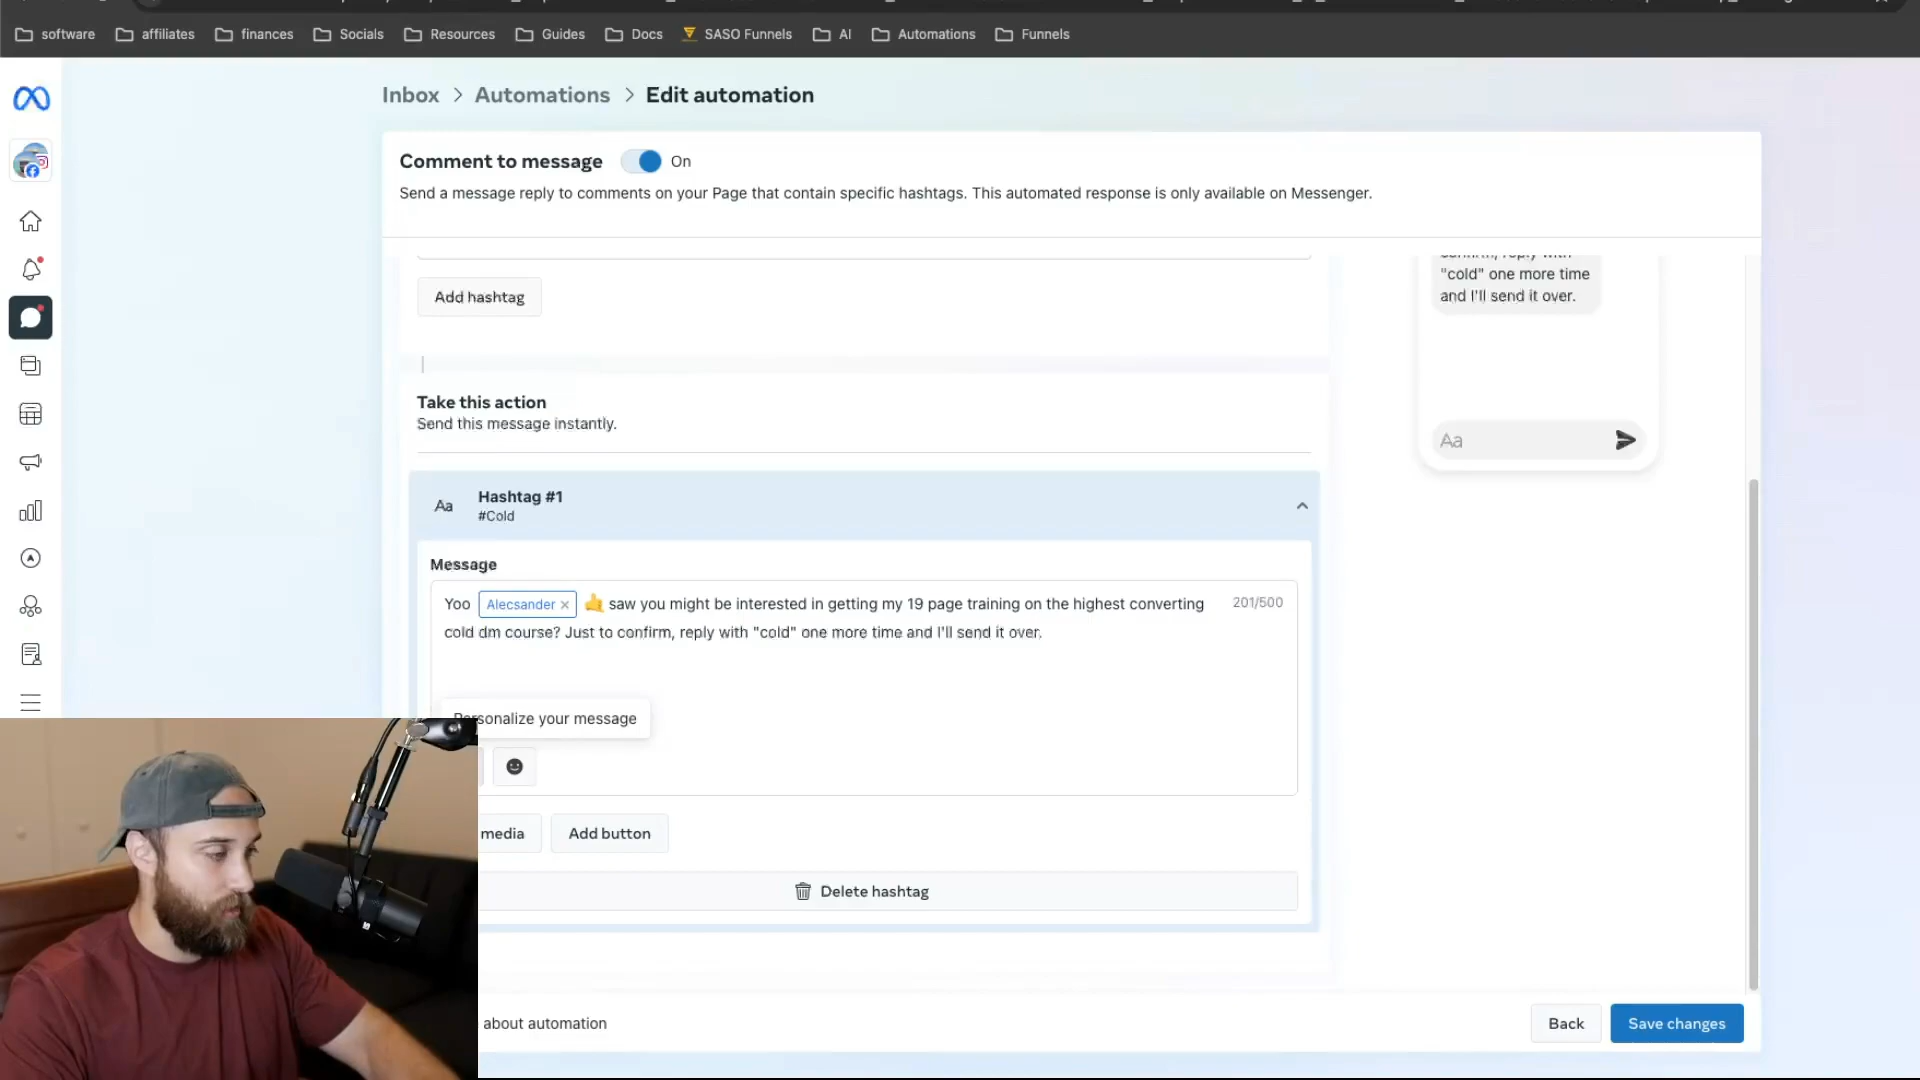 software
affiliates
finances
Socials
Resources
Guides
Docs
SASO Funnels
AI
Automations
Funnels
Inbox > Automations > Edit automation
Comment to message
On
Send a message reply to comments on your Page that contain specific hashtags. This automated response is only available on Messenger.
"cold" one more time
and I'll send it over.
Add hashtag
Take this action
Send this message instantly.
Aa
Aa
Hashtag #1
#Cold
Message
Yoo Alecsander × 🤙 saw you might be interested in getting my 19 page training on the highest converting
201/500
cold dm course? Just to confirm, reply with "cold" one more time and I'll send it over.
Personalize your message
media
Add button
Delete hashtag
about automation
Back
Save changes